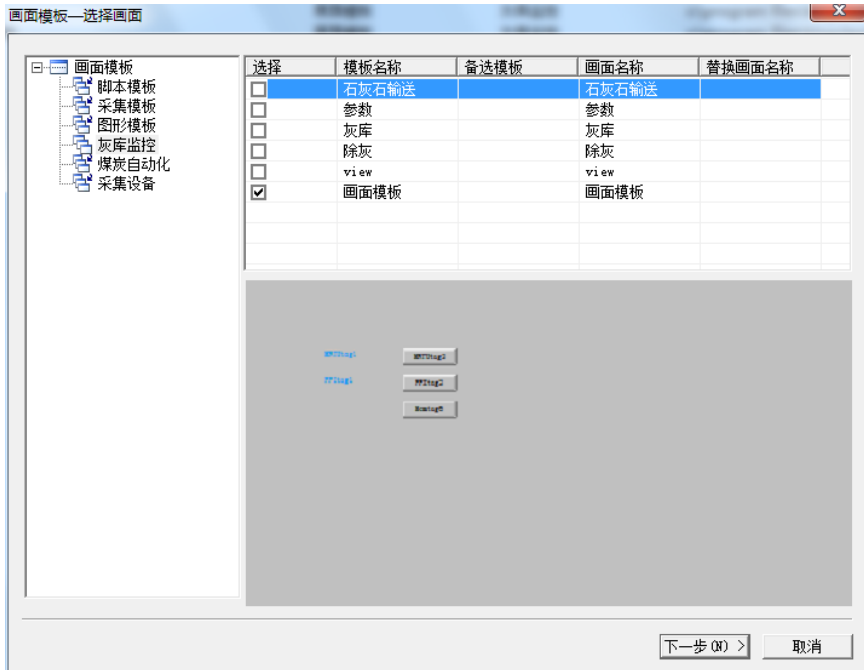 画面模板—选择画面
画面模板
脚本模板
采集模板
图形模板
灰库监控
煤炭自动化
采集设备
选择 模板名称 备选模板 画面名称 替换画面名称
石灰石输送 石灰石输送
参数 参数
灰库 灰库
除灰 除灰
view view
画面模板 画面模板
下一步(N) >
取消